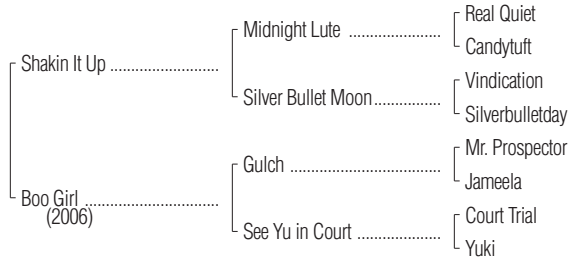 Real Quiet
Midnight Lute ....................
Candytuft
Shakin It Up ........................
Vindication
Silver Bullet Moon...............
Silverbulletday
Mr. Prospector
Gulch ..................................
Jameela
Boo Girl ..............................
(2006)
Court Trial
See Yu in Court ..................
Yuki